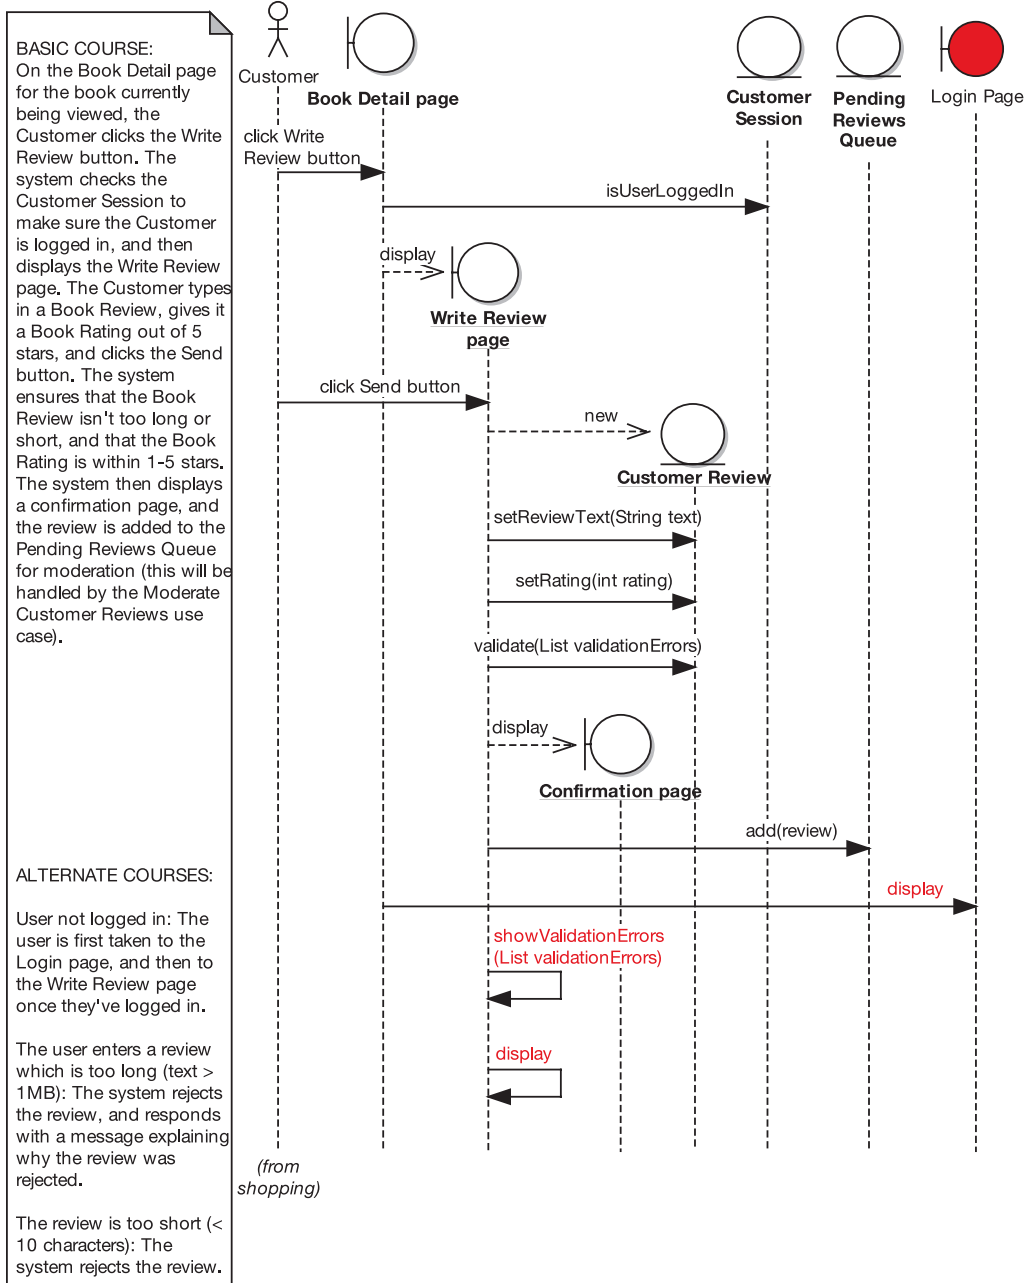 BASIC COURSE:
On the Book Detail page
for the book currently
being viewed, the
Customer clicks the Write
Review button. The
system checks the
Customer Session to
make sure the Customer
is logged in, and then
displays the Write Review
page. The Customer types
in a Book Review, gives it
a Book Rating out of 5
stars, and clicks the Send
button. The system
ensures that the Book
Review isn't too long or
short, and that the Book
Rating is within 1-5 stars.
The system then displays
a confirmation page, and
the review is added to the
Pending Reviews Queue
for moderation (this will be
handled by the Moderate
Customer Reviews use
case).
ALTERNATE COURSES:
User not logged in: The
user is first taken to the
Login page, and then to
the Write Review page
once they've logged in.
The user enters a review
which is too long (text >
1MB): The system rejects
the review, and responds
with a message explaining
why the review was
rejected.
The review is too short (<
10 characters): The
system rejects the review.
Customer
Book Detail page
Customer
Session
Pending
Reviews
Queue
Login Page
click Write
Review button
isUserLoggedIn
display
Write Review
page
click Send button
new
Customer Review
setReviewText(String text)
setRating(int rating)
validate(List validationErrors)
display
Confirmation page
add(review)
display
showValidationErrors
(List validationErrors)
display
(from
shopping)